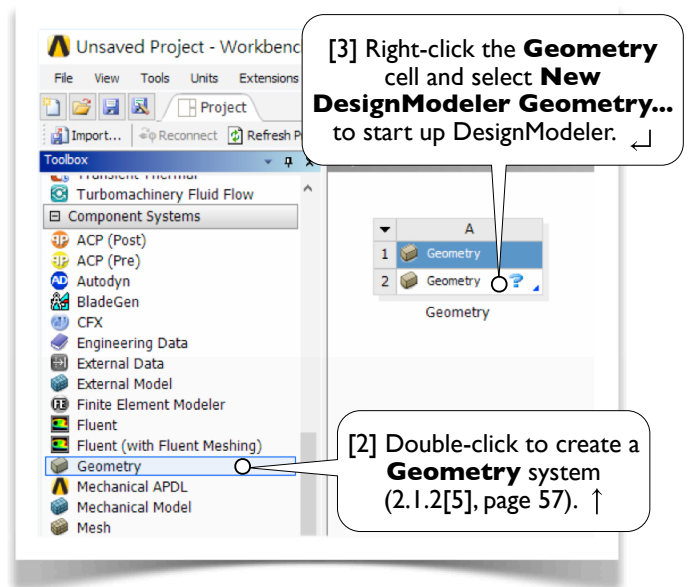 Unsaved Project - Workbenc
[3] Right-click the Geometry
cell and select New
DesignModeler Geometry...
to start up DesignModeler. ↵
File View Tools Units Extensions
Project
Import... Reconnect Refresh P
Toolbox
Transient Thermal
Turbomachinery Fluid Flow
Component Systems
ACP (Post)
ACP (Pre)
Autodyn
BladeGen
CFX
Engineering Data
External Data
External Model
Finite Element Modeler
Fluent
Fluent (with Fluent Meshing)
Geometry
Mechanical APDL
Mechanical Model
Mesh
A
1 Geometry
2 Geometry ?
Geometry
[2] Double-click to create a
Geometry system
(2.1.2[5], page 57). ↑